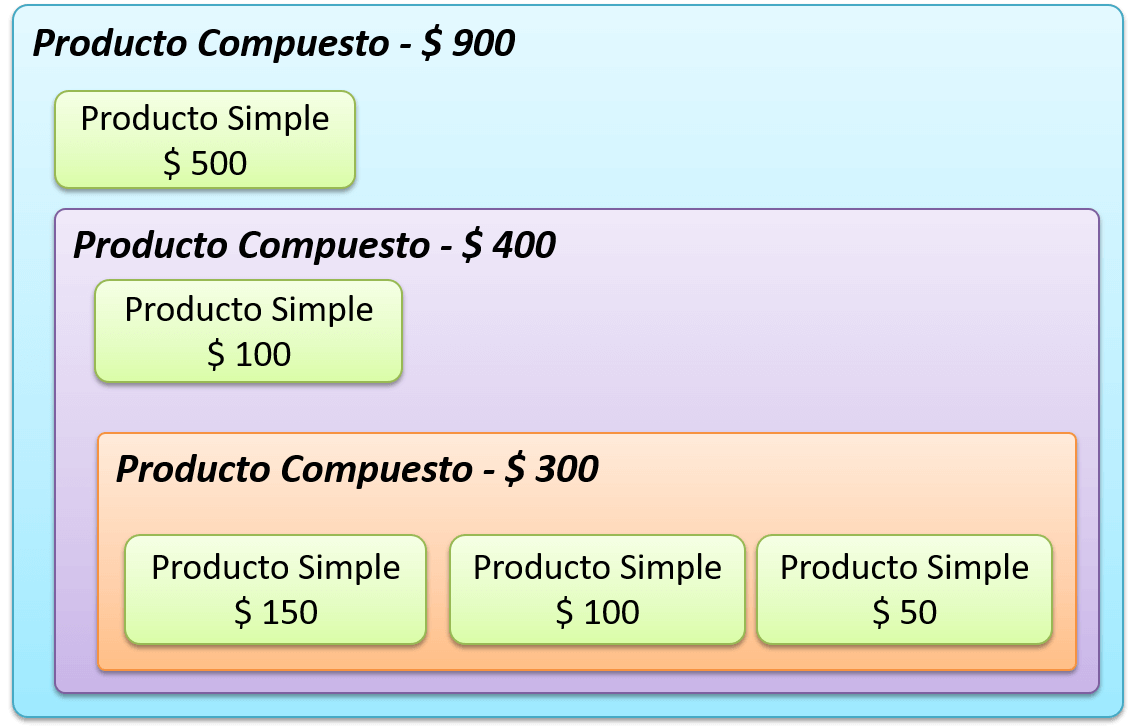 Producto Compuesto - $ 900
Producto Simple
$ 500
Producto Compuesto - $ 400
Producto Simple
$ 100
Producto Compuesto - $ 300
Producto Simple
$ 150
Producto Simple
$ 100
Producto Simple
$ 50